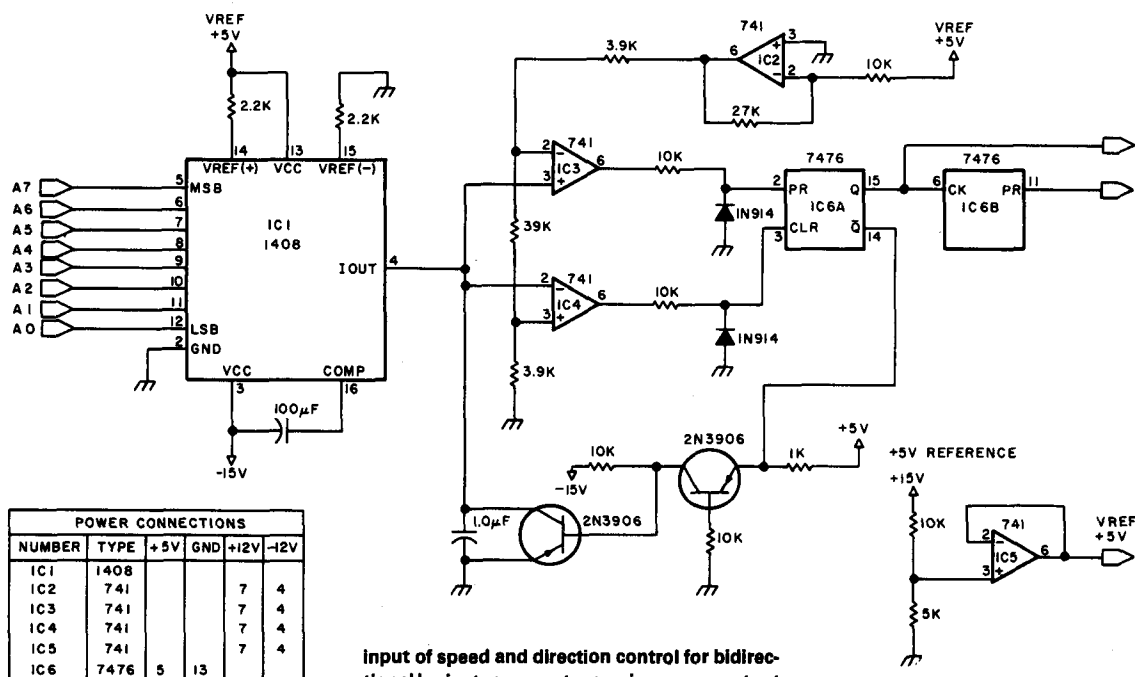 VREF
+5V
2.2K
2.2K
14
13
15
VREF(+)
VCC
VREF(-)
A7
5
MSB
A6
6
A5
7
IC1
A4
8
1408
A3
9
IOUT
4
A2
10
A1
11
A0
12
LSB
2
GND
VCC
COMP
3
16
100µF
-15V
3.9K
741
6
3
+
IC2
2
-
10K
VREF
+5V
27K
741
2
-
IC3
3
+
6
10K
1N914
39K
741
2
-
IC4
3
+
6
10K
1N914
3.9K
7476
2
PR
Q
15
IC6A
3
CLR
Q̅
14
7476
6
CK
PR
11
IC6B
1.0µF
2N3906
-15V
10K
2N3906
10K
1K
+5V
+5V REFERENCE
+15V
10K
5K
741
2
-
IC5
3
+
6
VREF
+5V
POWER CONNECTIONS
NUMBER TYPE +5V GND +12V -12V
IC1 1408
IC2 741 7 4
IC3 741 7 4
IC4 741 7 4
IC5 741 7 4
IC6 7476 5 13
input of speed and direction control for bidirec-